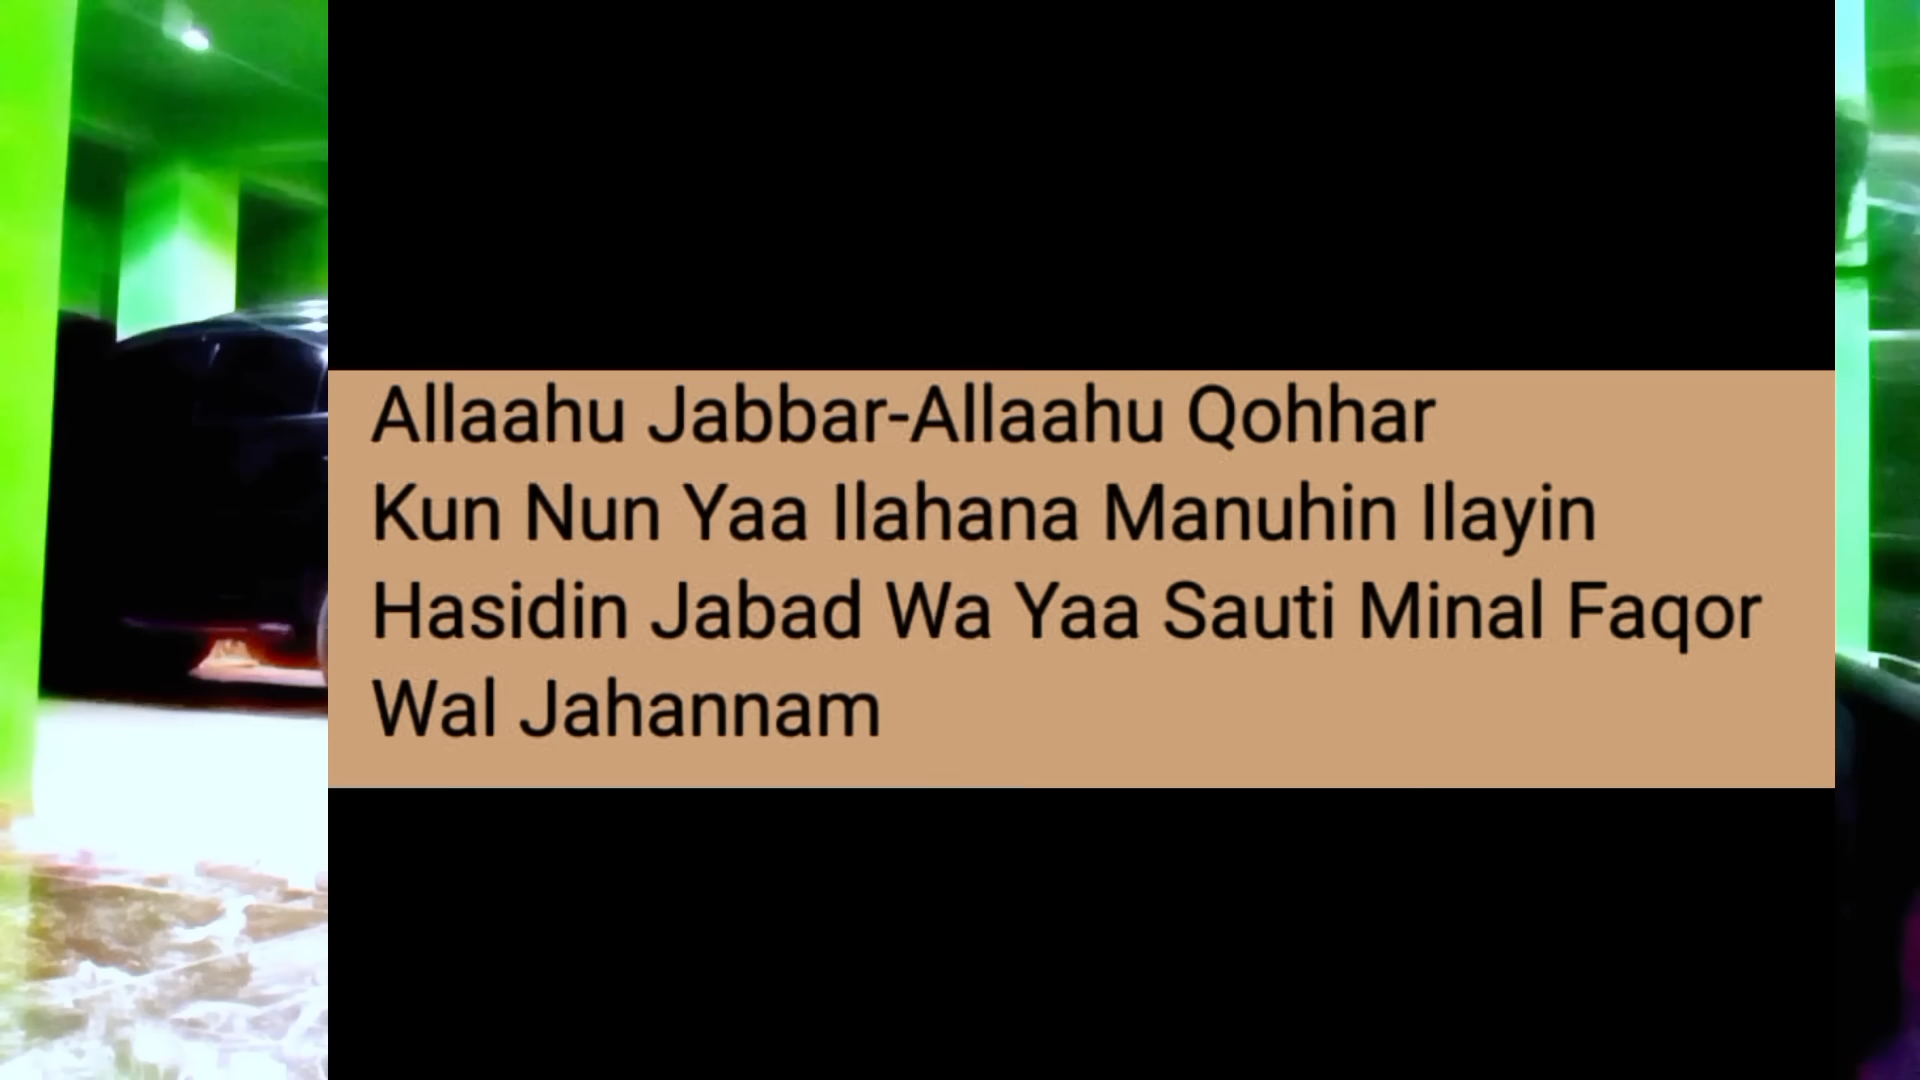 Allaahu Jabbar-Allaahu Qohhar
Kun Nun Yaa Ilahana Manuhin Ilayin
Hasidin Jabad Wa Yaa Sauti Minal Faqor
Wal Jahannam